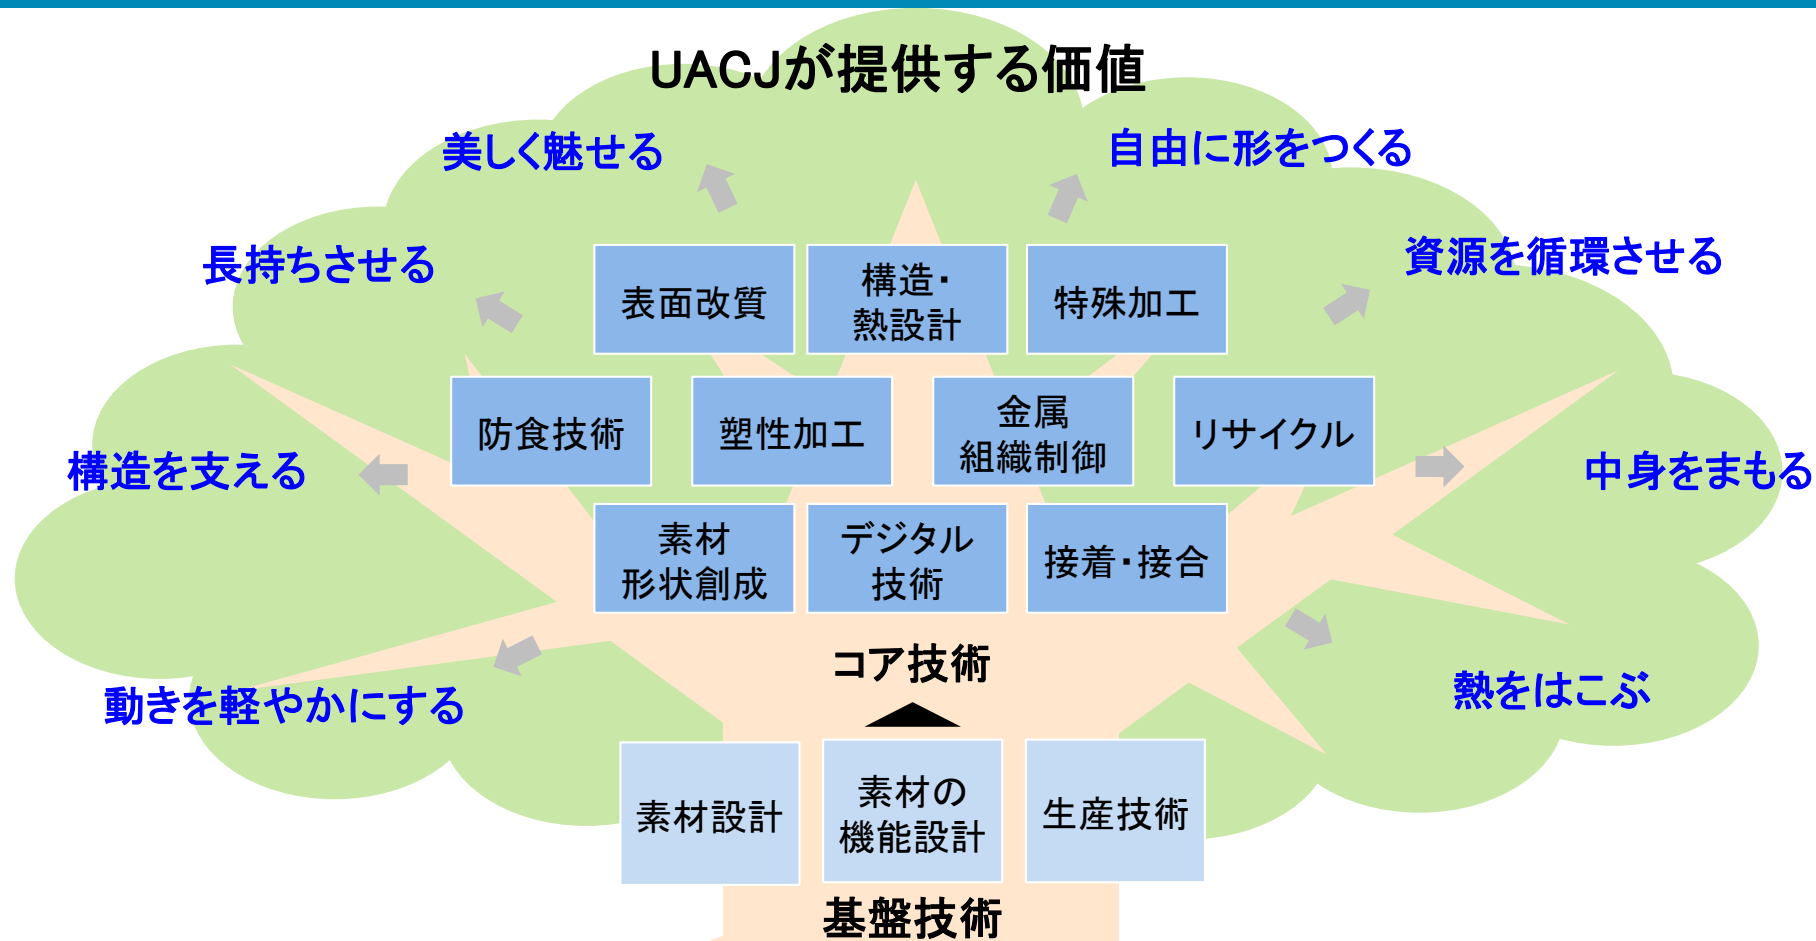 UACJが提供する価値
美しく魅せる
自由に形をつくる
長持ちさせる
資源を循環させる
表面改質
構造・
熱設計
特殊加工
防食技術
塑性加工
金属
組織制御
リサイクル
構造を支える
中身をまもる
素材
形状創成
デジタル
技術
接着・接合
コア技術
動きを軽やかにする
熱をはこぶ
素材設計
素材の
機能設計
生産技術
基盤技術